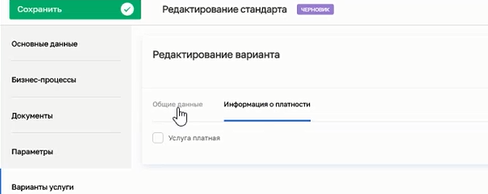 Сохранить
Редактирование стандарта ЧЕРНОВИК
Основные данные
Бизнес-процессы
Документы
Параметры
Варианты услуги
Редактирование варианта
Общие данные Информация о платности
Услуга платная